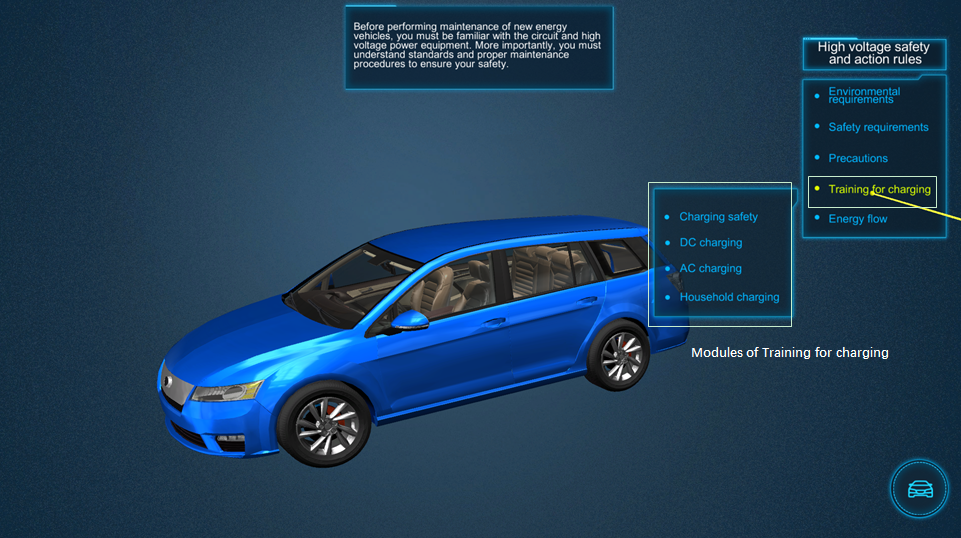 Before performing maintenance of new energy
vehicles, you must be familiar with the circuit and high
voltage power equipment. More importantly, you must
understand standards and proper maintenance
procedures to ensure your safety.
High voltage safety
and action rules
Environmental
requirements
Safety requirements
Precautions
Training for charging
Energy flow
Charging safety
DC charging
AC charging
Household charging
Modules of Training for charging